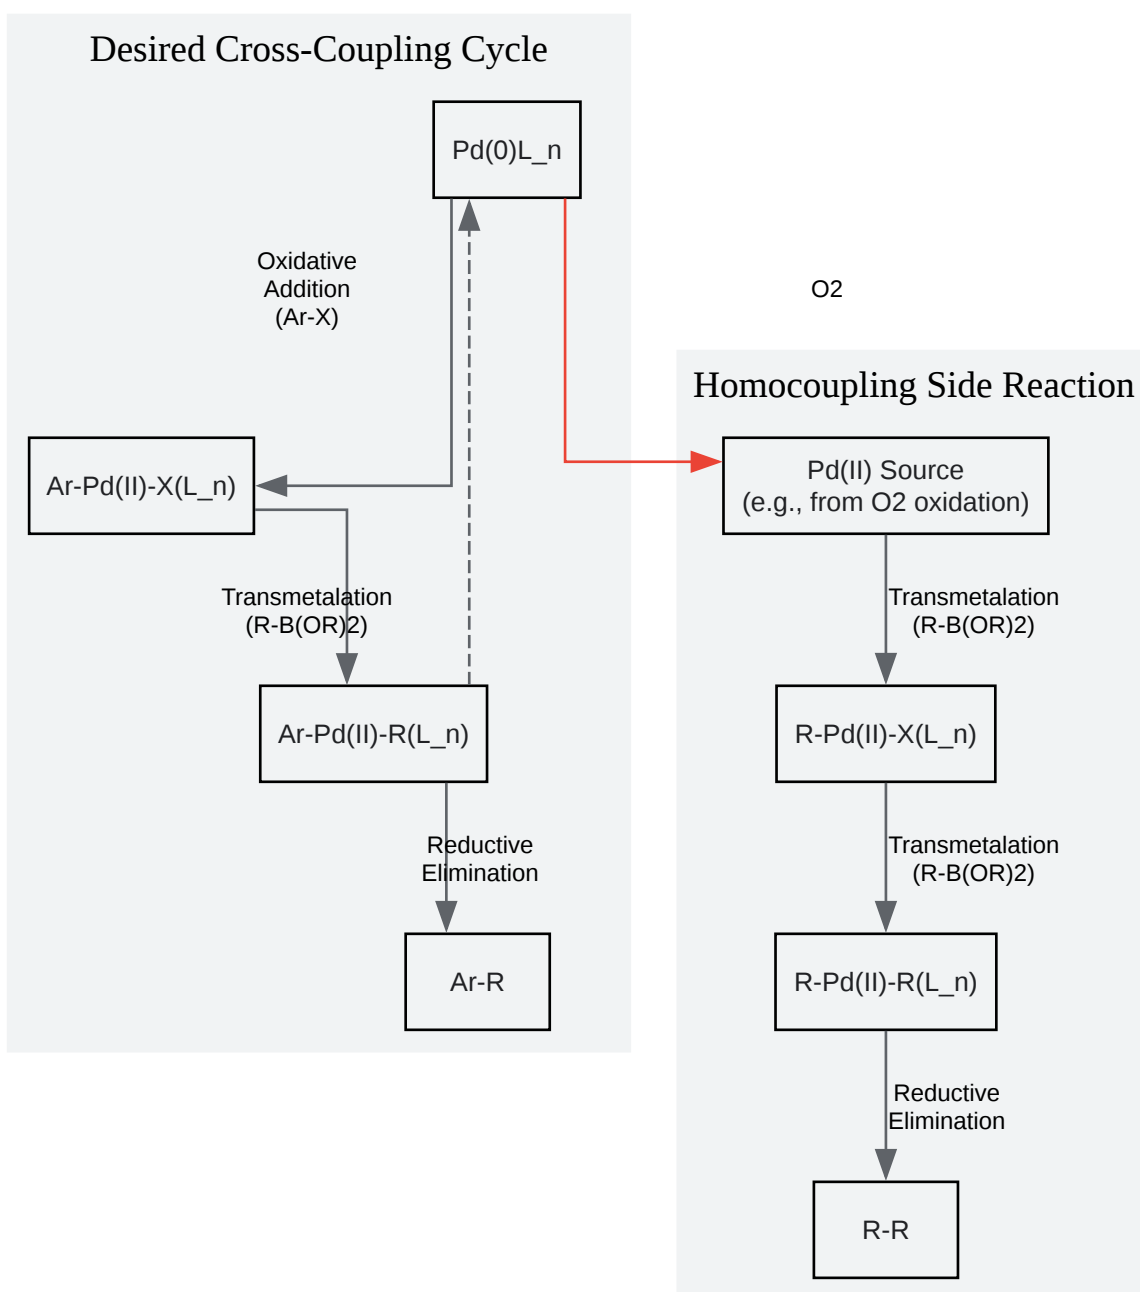 Desired Cross-Coupling Cycle
Pd(0)L_n
Oxidative
Addition
(Ar-X)
Ar-Pd(II)-X(L_n)
Transmetalation
(R-B(OR)2)
Ar-Pd(II)-R(L_n)
Reductive
Elimination
Ar-R
O2
Homocoupling Side Reaction
Pd(II) Source
(e.g., from O2 oxidation)
Transmetalation
(R-B(OR)2)
R-Pd(II)-X(L_n)
Transmetalation
(R-B(OR)2)
R-Pd(II)-R(L_n)
Reductive
Elimination
R-R